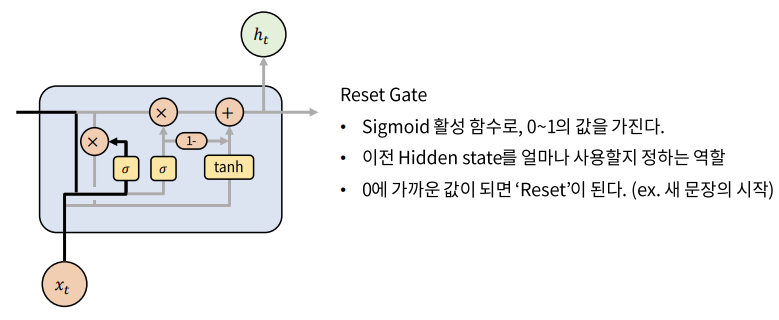 hₜ
Reset Gate
× +
• Sigmoid 활성 함수로, 0~1의 값을 가진다.
× 1-
• 이전 Hidden state를 얼마나 사용할지 정하는 역할
σ σ tanh
• 0에 가까운 값이 되면 ‘Reset’이 된다. (ex. 새 문장의 시작)
xₜ